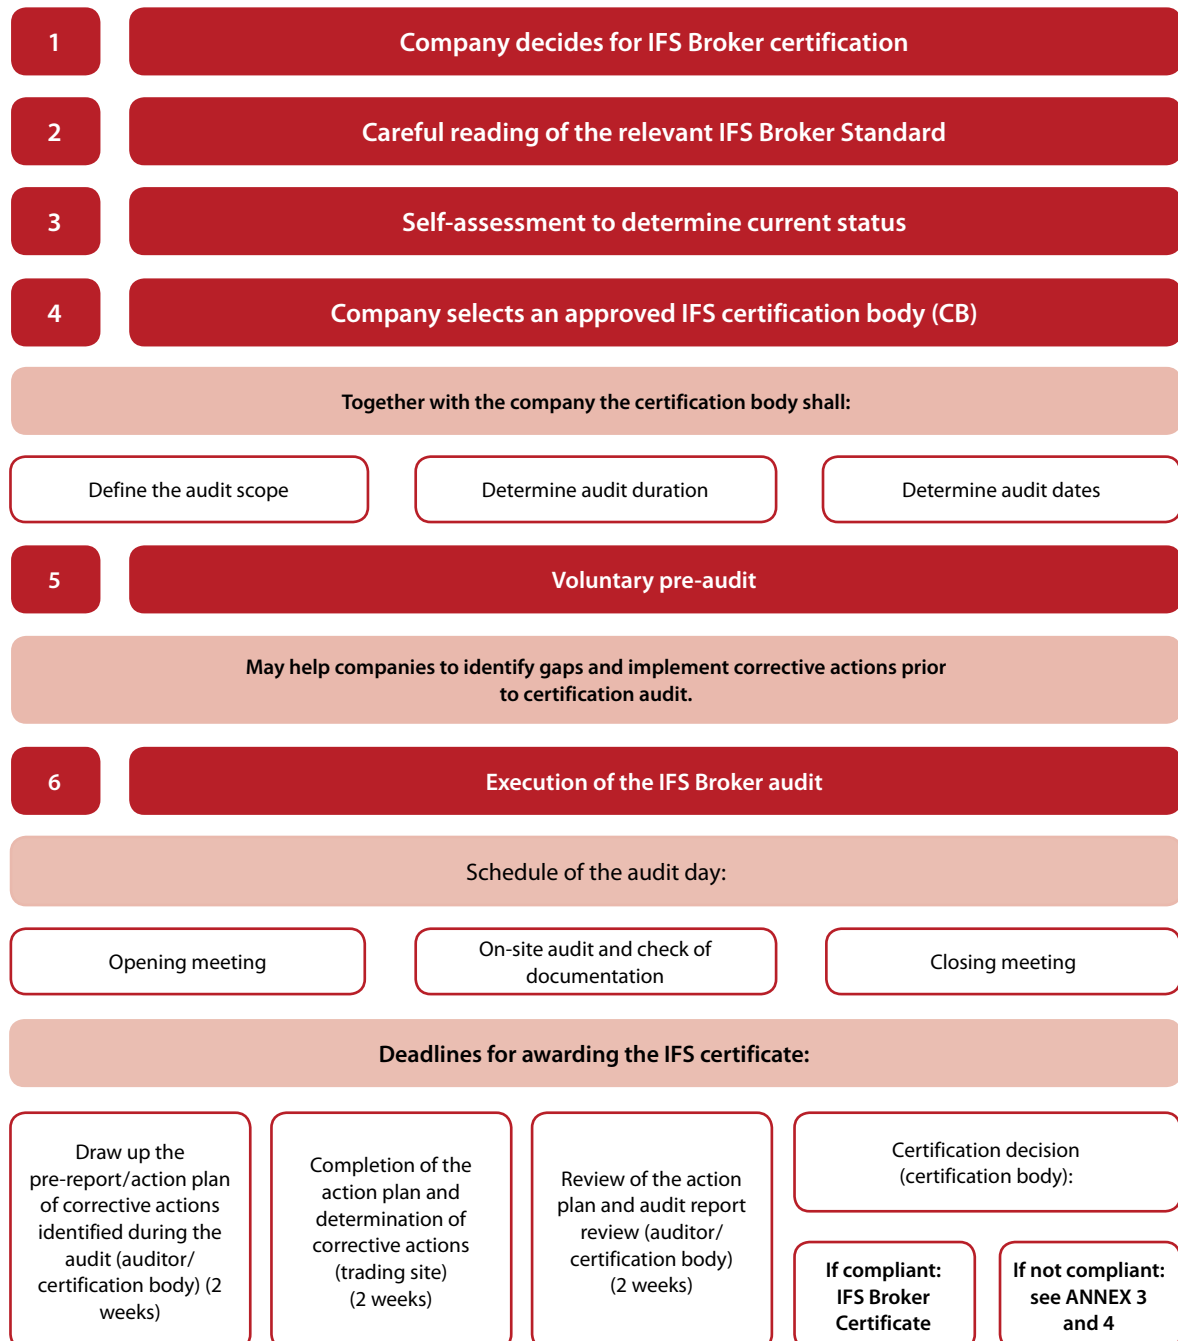 1
Company decides for IFS Broker certification
2
Careful reading of the relevant IFS Broker Standard
3
Self-assessment to determine current status
4
Company selects an approved IFS certification body (CB)
Together with the company the certification body shall:
Define the audit scope
Determine audit duration
Determine audit dates
5
Voluntary pre-audit
May help companies to identify gaps and implement corrective actions prior
to certification audit.
6
Execution of the IFS Broker audit
Schedule of the audit day:
Opening meeting
On-site audit and check of
documentation
Closing meeting
Deadlines for awarding the IFS certificate:
Draw up the
pre-report/action plan
of corrective actions
identified during the
audit (auditor/
certification body) (2
weeks)
Completion of the
action plan and
determination of
corrective actions
(trading site)
(2 weeks)
Review of the action
plan and audit report
review (auditor/
certification body)
(2 weeks)
Certification decision
(certification body):
If compliant:
IFS Broker
Certificate
If not compliant:
see ANNEX 3
and 4